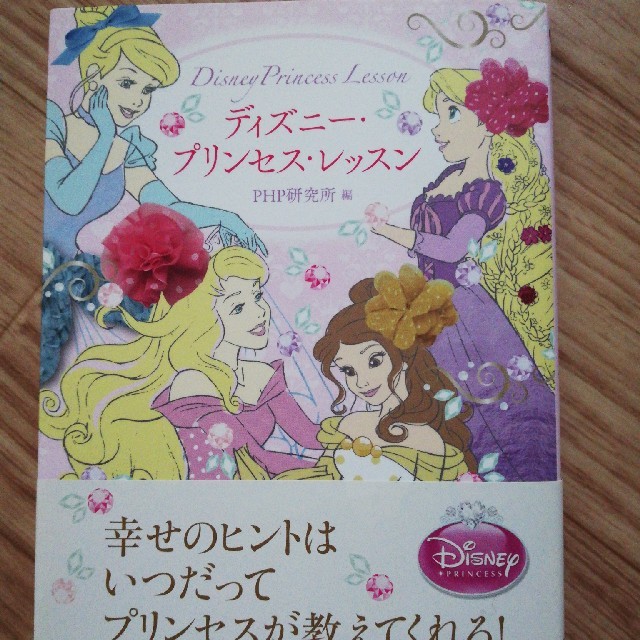 Disney Princess Lesson
ディズニー・
プリンセス・レッスン
PHP研究所 編
幸せのヒントは
いつだって
プリンセスが教えてくれる!
DISNEY
PRINCESS